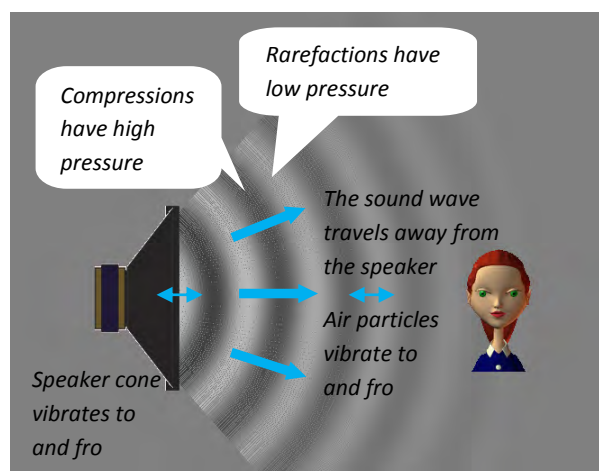 Rarefactions have
low pressure
Compressions
have high
pressure
The sound wave
travels away from
the speaker
Air particles
vibrate to
and fro
Speaker cone
vibrates to
and fro